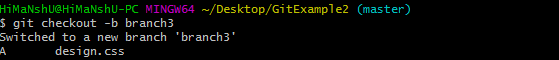 HiMaNShU@HiMaNShU-PC MINGW64 ~/Desktop/GitExample2 (master)
$ git checkout -b branch3
Switched to a new branch 'branch3'
A       design.css